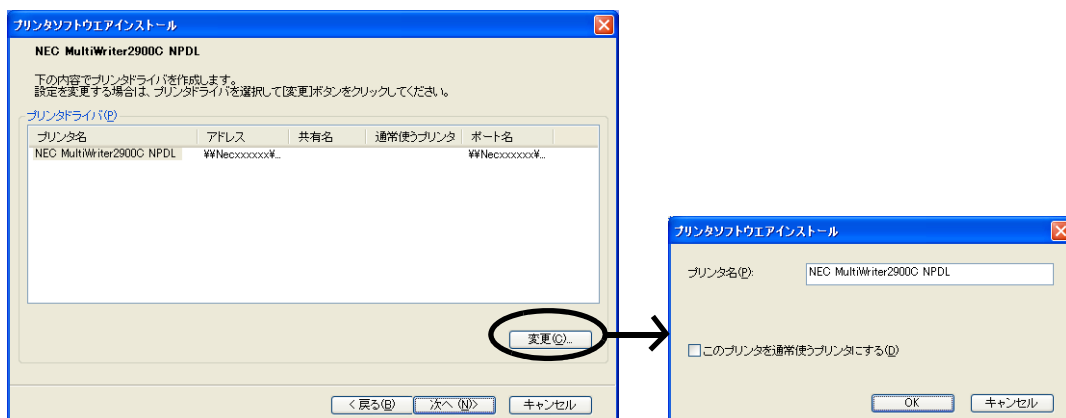 プリンタソフトウエアインストール
NEC MultiWriter2900C NPDL
下の内容でプリンタドライバを作成します。
設定を変更する場合は、プリンタドライバを選択して[変更]ボタンをクリックしてください。
プリンタドライバ(P)
プリンタ名 アドレス 共有名 通常使うプリンタ ポート名
NEC MultiWriter2900C NPDL ¥¥Necxxxxxx¥... ¥¥Necxxxxxx¥...
変更(C)...
< 戻る(B) 次へ (N)> キャンセル
プリンタソフトウエアインストール
プリンタ名(P): NEC MultiWriter2900C NPDL
このプリンタを通常使うプリンタにする(D)
OK キャンセル